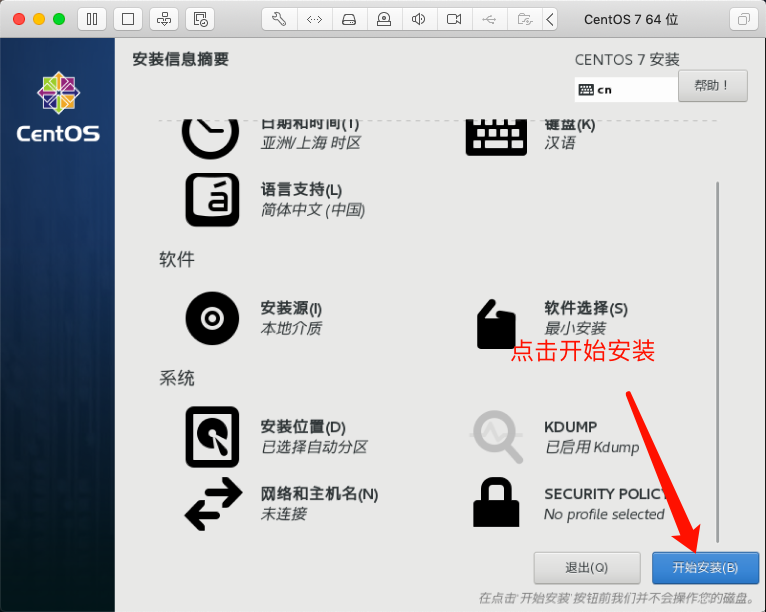 CentOS 7 64 位
安装信息摘要
CENTOS 7 安装
cn
帮助！
CentOS
日期和时间(T)
亚洲/上海 时区
键盘(K)
汉语
语言支持(L)
简体中文 (中国)
软件
安装源(I)
本地介质
软件选择(S)
最小安装
点击开始安装
系统
安装位置(D)
已选择自动分区
KDUMP
已启用 Kdump
网络和主机名(N)
未连接
SECURITY POLICY
No profile selected
退出(Q)
开始安装(B)
在点击'开始安装'按钮前我们并不会操作您的磁盘。